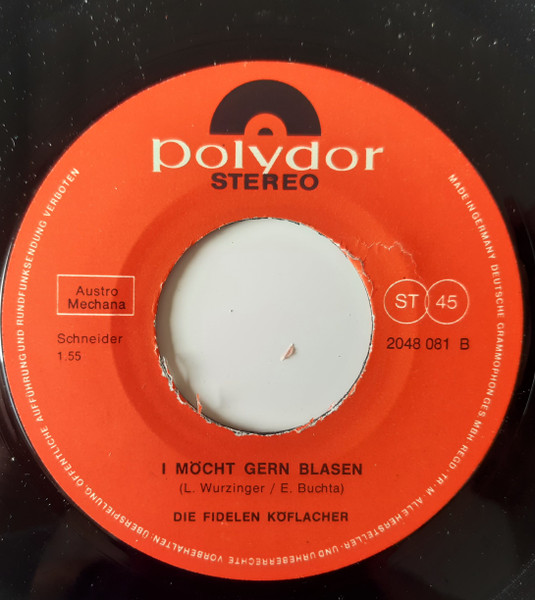 polydor
STEREO
Austro
Mechana
ST 45
Schneider
1.55
2048 081 B
I MÖCHT GERN BLASEN
(L. Wurzinger / E. Buchta)
DIE FIDELEN KÖFLACHER
MADE IN GERMANY DEUTSCHE GRAMMOPHON GES MBH REGD · TR · M ALLE HERSTELLER- UND URHEBERRECHTE VORBEHALTEN · ÜBERSPIELUNG, ÖFFENTLICHE AUFFÜHRUNG UND RUNDFUNKSENDUNG VERBOTEN